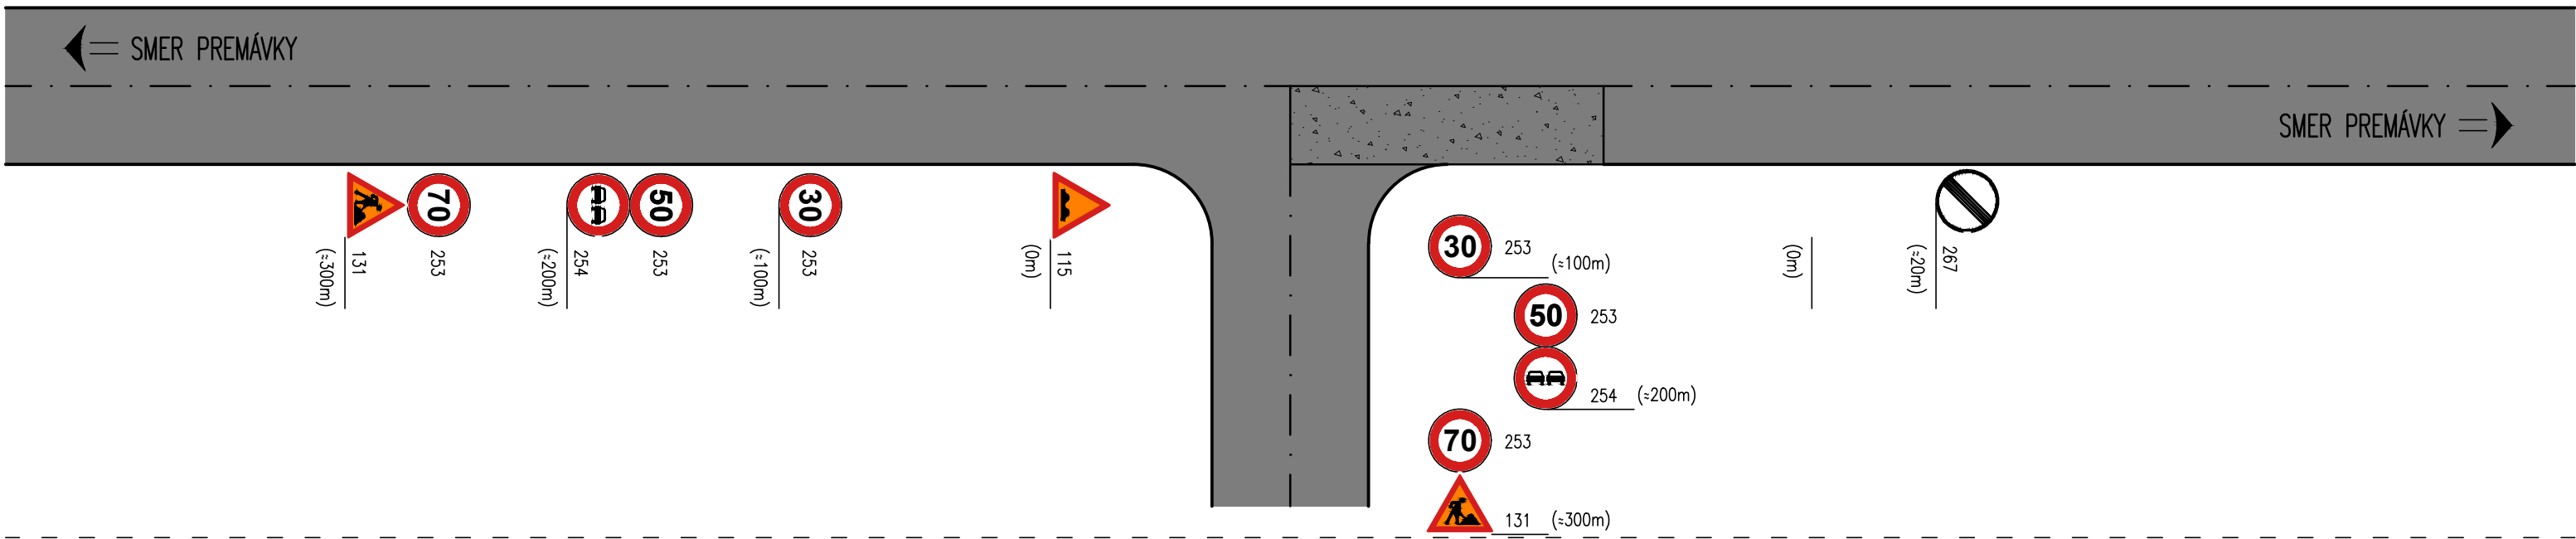 SMER PREMÁVKY
SMER PREMÁVKY
70
50
30
131
(≈300m)
253
254
(≈200m)
253
253
(≈100m)
115
(0m)
30
253
(≈100m)
50
253
254
(≈200m)
70
253
131
(≈300m)
(0m)
267
(≈20m)